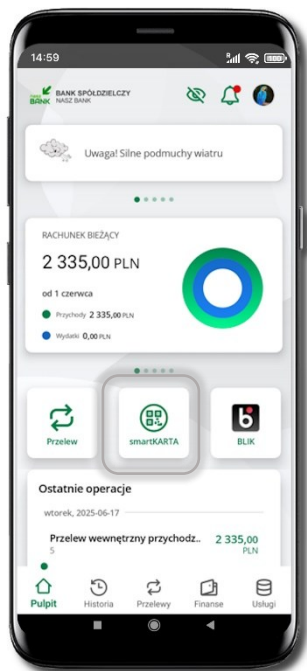 14:59
BANK SPÓŁDZIELCZY
BANK NASZ BANK
Uwaga! Silne podmuchy wiatru
RACHUNEK BIEŻĄCY
2 335,00 PLN
od 1 czerwca
Przychody 2 335,00 PLN
Wydatki 0,00 PLN
Przelew
smartKARTA
BLIK
Ostatnie operacje
wtorek, 2025-06-17
Przelew wewnętrzny przychodz.. 2 335,00
5 PLN
Pulpit
Historia
Przelewy
Finanse
Usługi